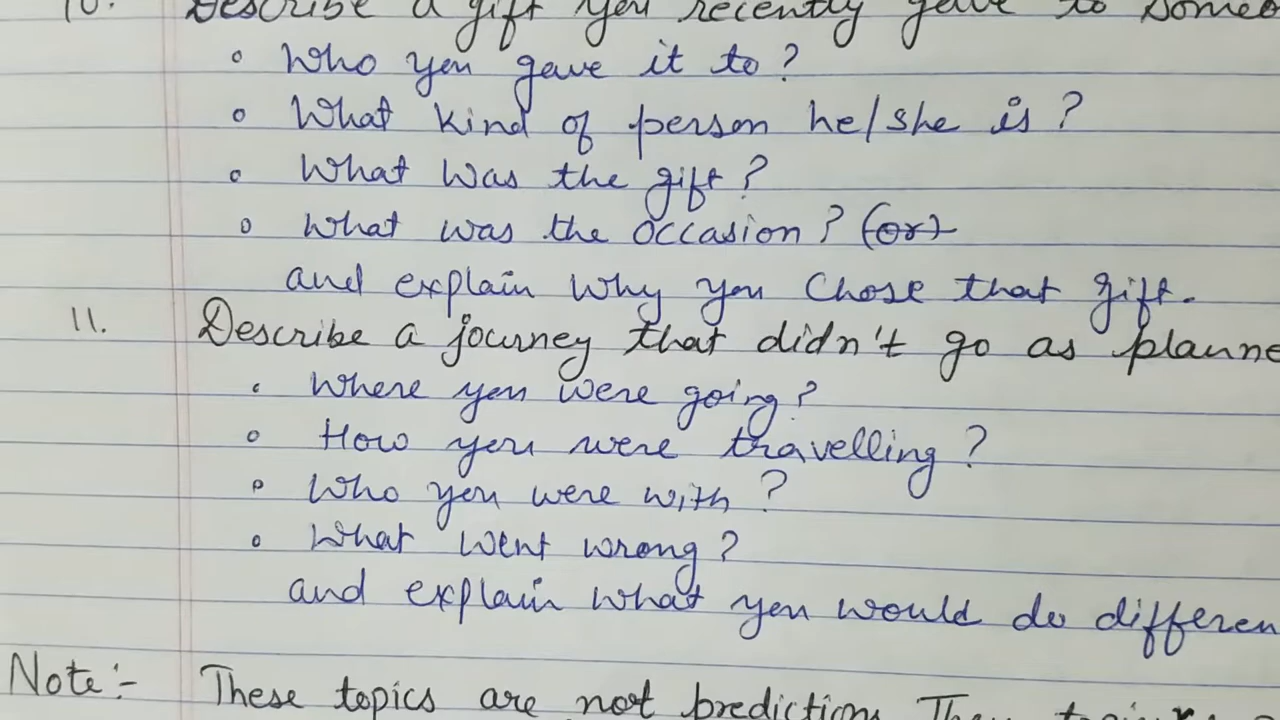 10. Describe a gift you recently gave to someo
◦ Who you gave it to?
◦ What kind of person he/she is?
◦ What was the gift?
◦ What was the occasion? (or)
and explain why you chose that gift.
11. Describe a journey that didn't go as planne
◦ Where you were going?
◦ How you were travelling?
◦ Who you were with?
◦ What went wrong?
and explain what you would do differen
Note:- These topics are not prediction